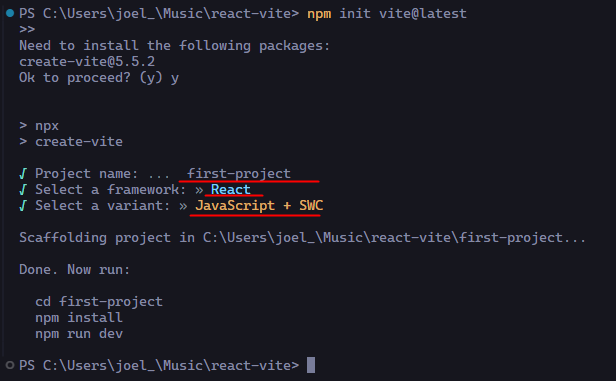 PS C:\Users\joel_\Music\react-vite> npm init vite@latest
>>
Need to install the following packages:
create-vite@5.5.2
Ok to proceed? (y) y
> npx
> create-vite
√ Project name: ... first-project
√ Select a framework: » React
√ Select a variant: » JavaScript + SWC
Scaffolding project in C:\Users\joel_\Music\react-vite\first-project...
Done. Now run:
cd first-project
npm install
npm run dev
PS C:\Users\joel_\Music\react-vite>